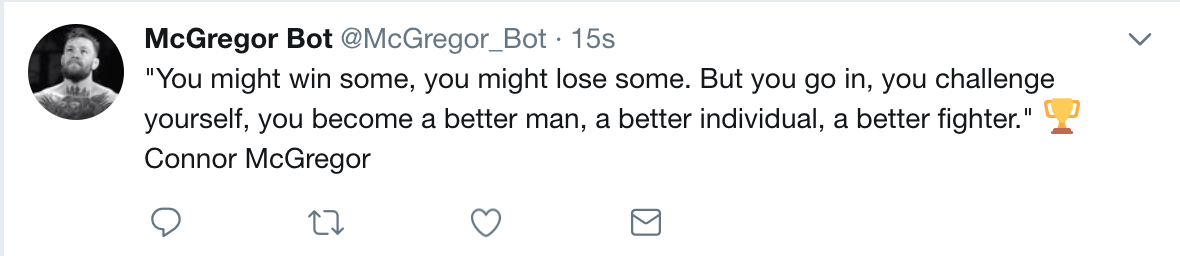 McGregor Bot @McGregor_Bot · 15s
"You might win some, you might lose some. But you go in, you challenge
yourself, you become a better man, a better individual, a better fighter." 🏆
Connor McGregor